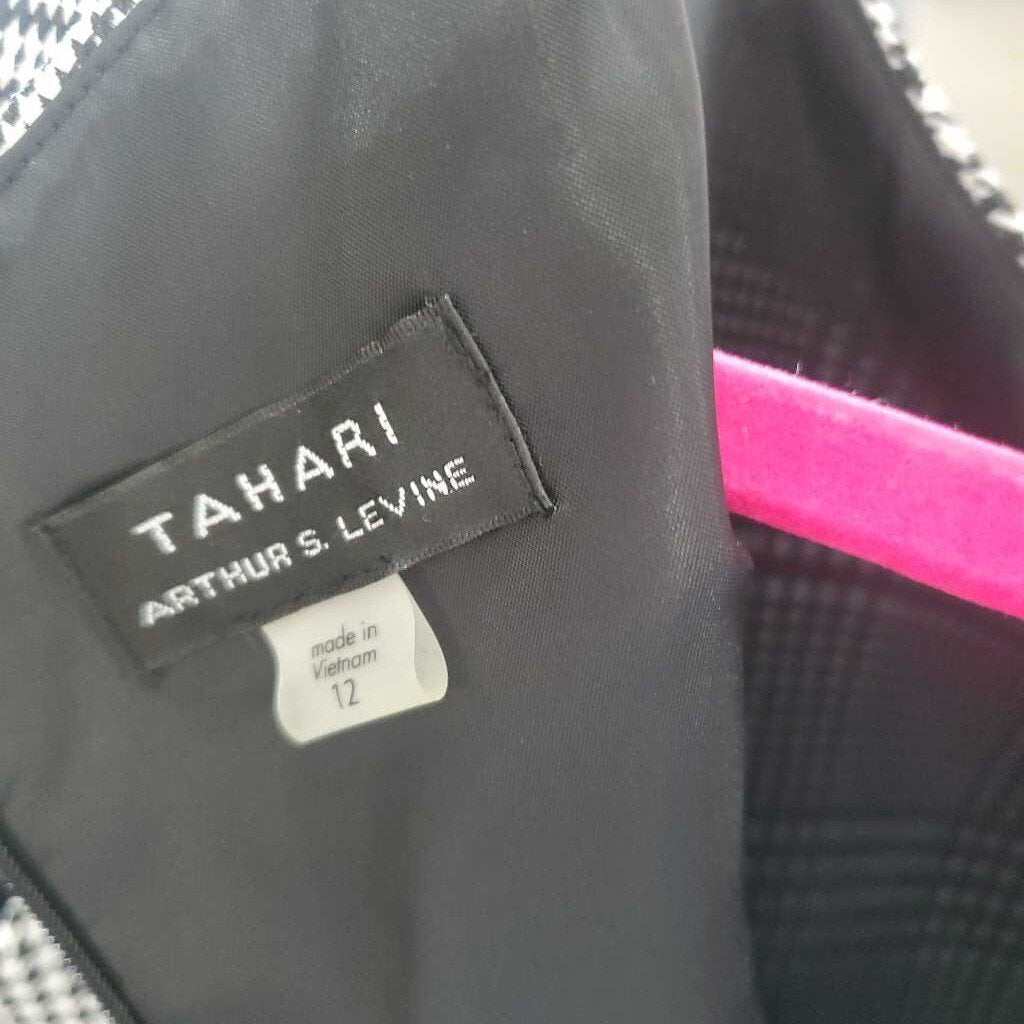 TAHARI
ARTHUR S. LEVINE
made in
Vietnam
12